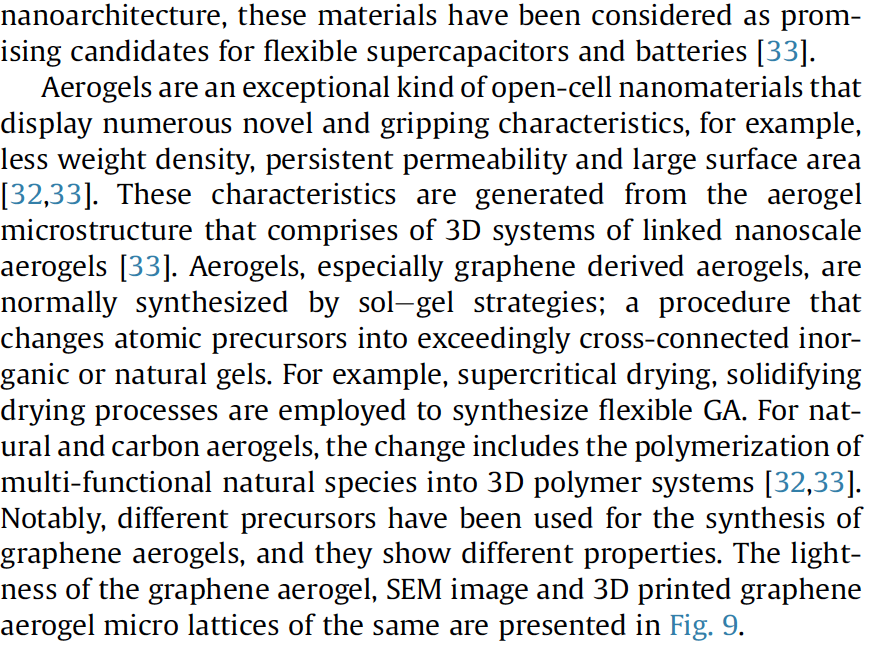 nanoarchitecture, these materials have been considered as prom-
ising candidates for flexible supercapacitors and batteries [33].
Aerogels are an exceptional kind of open-cell nanomaterials that
display numerous novel and gripping characteristics, for example,
less weight density, persistent permeability and large surface area
[32,33]. These characteristics are generated from the aerogel
microstructure that comprises of 3D systems of linked nanoscale
aerogels [33]. Aerogels, especially graphene derived aerogels, are
normally synthesized by sol−gel strategies; a procedure that
changes atomic precursors into exceedingly cross-connected inor-
ganic or natural gels. For example, supercritical drying, solidifying
drying processes are employed to synthesize flexible GA. For nat-
ural and carbon aerogels, the change includes the polymerization of
multi-functional natural species into 3D polymer systems [32,33].
Notably, different precursors have been used for the synthesis of
graphene aerogels, and they show different properties. The light-
ness of the graphene aerogel, SEM image and 3D printed graphene
aerogel micro lattices of the same are presented in Fig. 9.